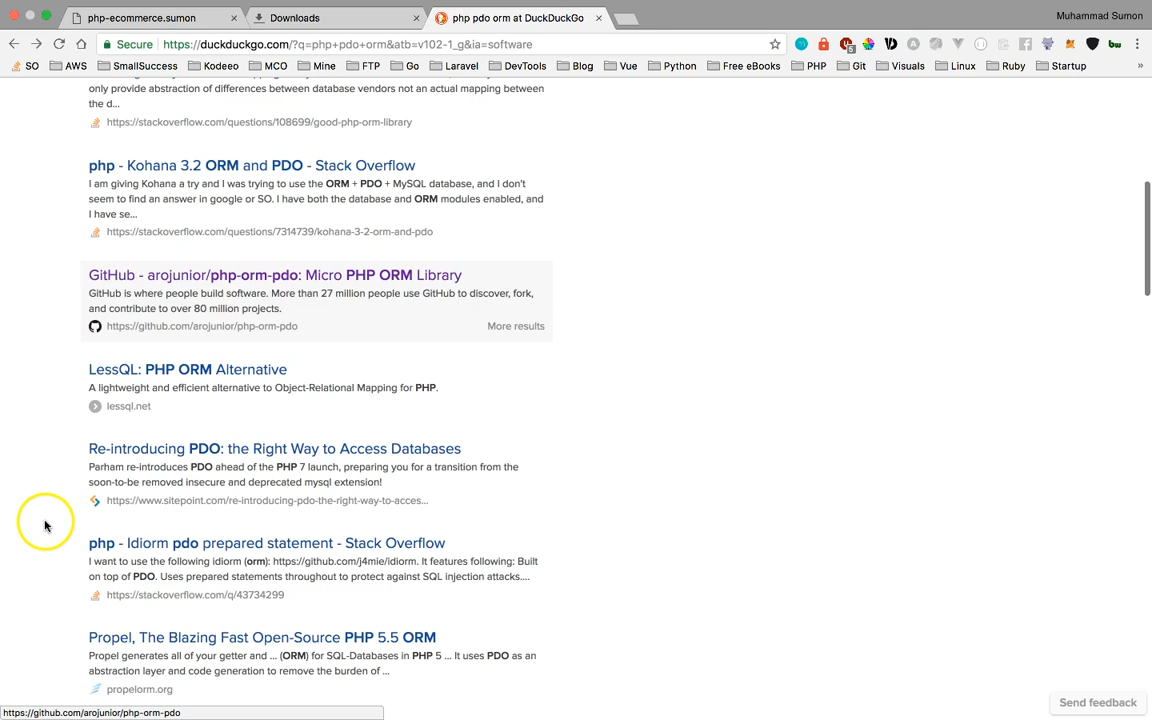 php-ecommerce.sumon
Downloads
php pdo orm at DuckDuckGo
Muhammad Sumon
Secure
https://duckduckgo.com/?q=php+pdo+orm&atb=v102-1_g&ia=software
SO AWS SmallSuccess Kodeeo MCO Mine FTP Go Laravel DevTools Blog Vue Python Free eBooks PHP Git Visuals Linux Ruby Startup »
only provide abstraction of differences between database vendors not an actual mapping between
the d...
https://stackoverflow.com/questions/108699/good-php-orm-library
php - Kohana 3.2 ORM and PDO - Stack Overflow
I am giving Kohana a try and I was trying to use the ORM + PDO + MySQL database, and I don't
seem to find an answer in google or SO. I have both the database and ORM modules enabled, and
I have se...
https://stackoverflow.com/questions/7314739/kohana-3-2-orm-and-pdo
GitHub - arojunior/php-orm-pdo: Micro PHP ORM Library
GitHub is where people build software. More than 27 million people use GitHub to discover, fork,
and contribute to over 80 million projects.
https://github.com/arojunior/php-orm-pdo
More results
LessQL: PHP ORM Alternative
A lightweight and efficient alternative to Object-Relational Mapping for PHP.
lessql.net
Re-introducing PDO: the Right Way to Access Databases
Parham re-introduces PDO ahead of the PHP 7 launch, preparing you for a transition from the
soon-to-be removed insecure and deprecated mysql extension!
https://www.sitepoint.com/re-introducing-pdo-the-right-way-to-acces...
php - Idiorm pdo prepared statement - Stack Overflow
I want to use the following idiorm (orm): https://github.com/j4mie/idiorm. It features following: Built
on top of PDO. Uses prepared statements throughout to protect against SQL injection attacks....
https://stackoverflow.com/q/43734299
Propel, The Blazing Fast Open-Source PHP 5.5 ORM
Propel generates all of your getter and ... (ORM) for SQL-Databases in PHP 5 ... It uses PDO as an
abstraction layer and code generation to remove the burden of ...
propelorm.org
Send feedback
https://github.com/arojunior/php-orm-pdo